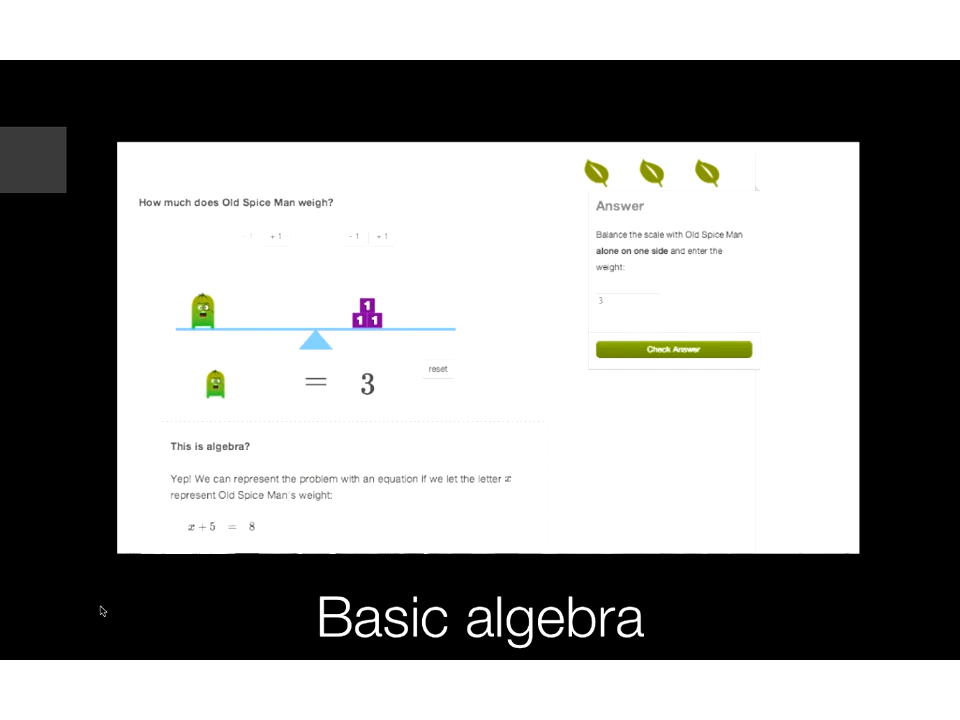 How much does Old Spice Man weigh?
- 1 + 1 - 1 + 1
1
1 1
= 3
reset
This is algebra?
Yep! We can represent the problem with an equation if we let the letter x
represent Old Spice Man's weight:
x + 5 = 8
Answer
Balance the scale with Old Spice Man
alone on one side and enter the
weight:
3
Check Answer
Basic algebra